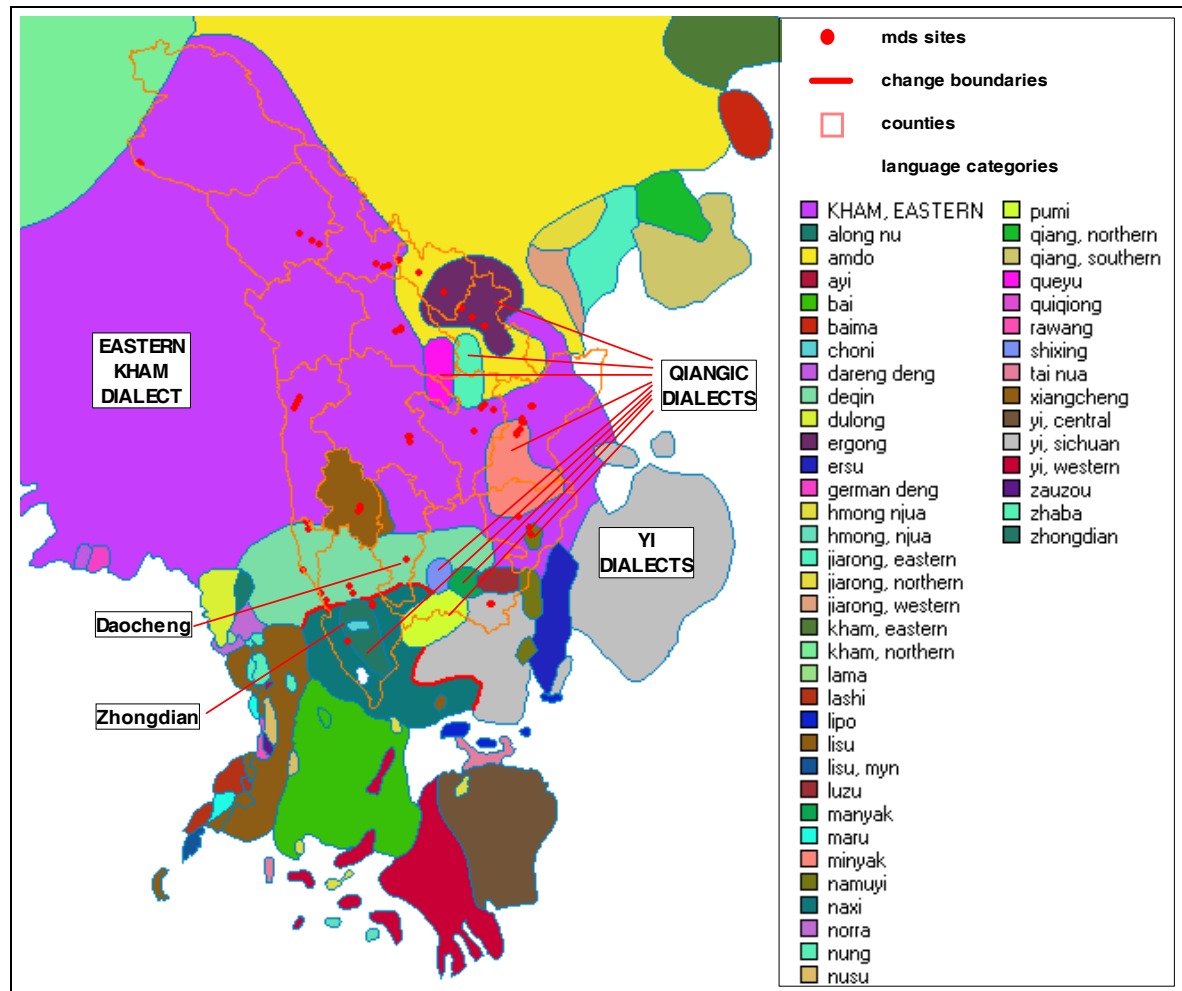 EASTERN
KHAM
DIALECT
QIANGIC
DIALECTS
YI
DIALECTS
Daocheng
Zhongdian
mds sites
change boundaries
counties
language categories
KHAM, EASTERN
along nu
amdo
ayi
bai
baima
choni
dareng deng
deqin
dulong
ergong
ersu
german deng
hmong njua
hmong, njua
jiarong, eastern
jiarong, northern
jiarong, western
kham, eastern
kham, northern
lama
lashi
lipo
lisu
lisu, myn
luzu
manyak
maru
minyak
namuyi
naxi
norra
nung
nusu
pumi
qiang, northern
qiang, southern
queyu
quiqiong
rawang
shixing
tai nua
xiangcheng
yi, central
yi, sichuan
yi, western
zauzou
zhaba
zhongdian